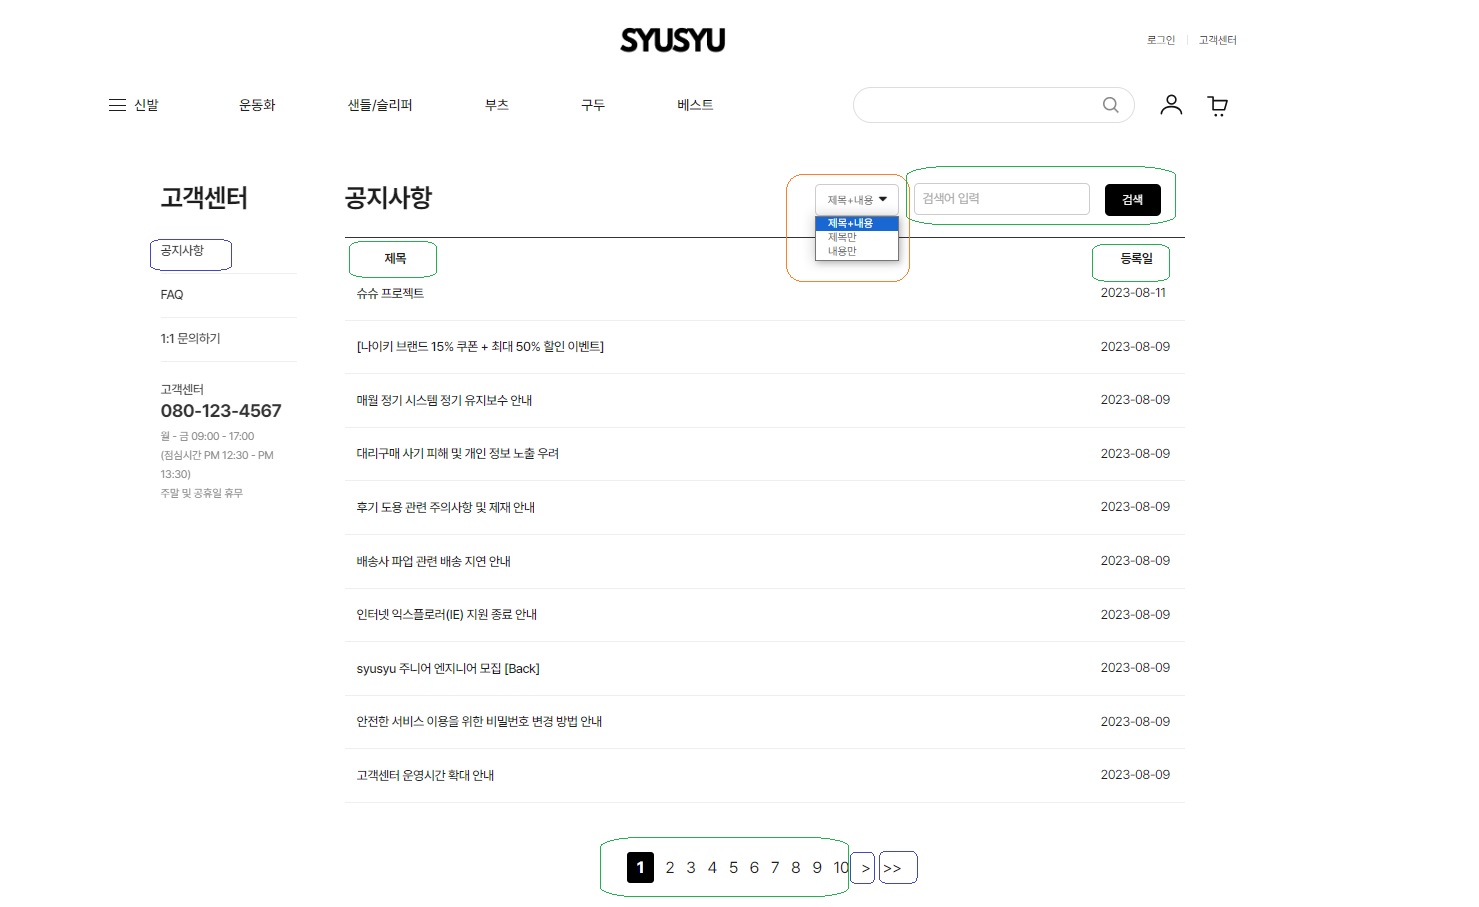 SYUSYU
로그인 고객센터
신발 운동화 샌들/슬리퍼 부츠 구두 베스트
고객센터
공지사항
FAQ
1:1 문의하기
고객센터
080-123-4567
월 - 금 09:00 - 17:00
(점심시간 PM 12:30 - PM
13:30)
주말 및 공휴일 휴무
공지사항
제목+내용
제목+내용
제목만
내용만
검색어 입력 검색
제목 등록일
슈슈 프로젝트 2023-08-11
[나이키 브랜드 15% 쿠폰 + 최대 50% 할인 이벤트] 2023-08-09
매월 정기 시스템 정기 유지보수 안내 2023-08-09
대리구매 사기 피해 및 개인 정보 노출 우려 2023-08-09
후기 도용 관련 주의사항 및 제재 안내 2023-08-09
배송사 파업 관련 배송 지연 안내 2023-08-09
인터넷 익스플로러(IE) 지원 종료 안내 2023-08-09
syusyu 주니어 엔지니어 모집 [Back] 2023-08-09
안전한 서비스 이용을 위한 비밀번호 변경 방법 안내 2023-08-09
고객센터 운영시간 확대 안내 2023-08-09
1 2 3 4 5 6 7 8 9 10 > >>